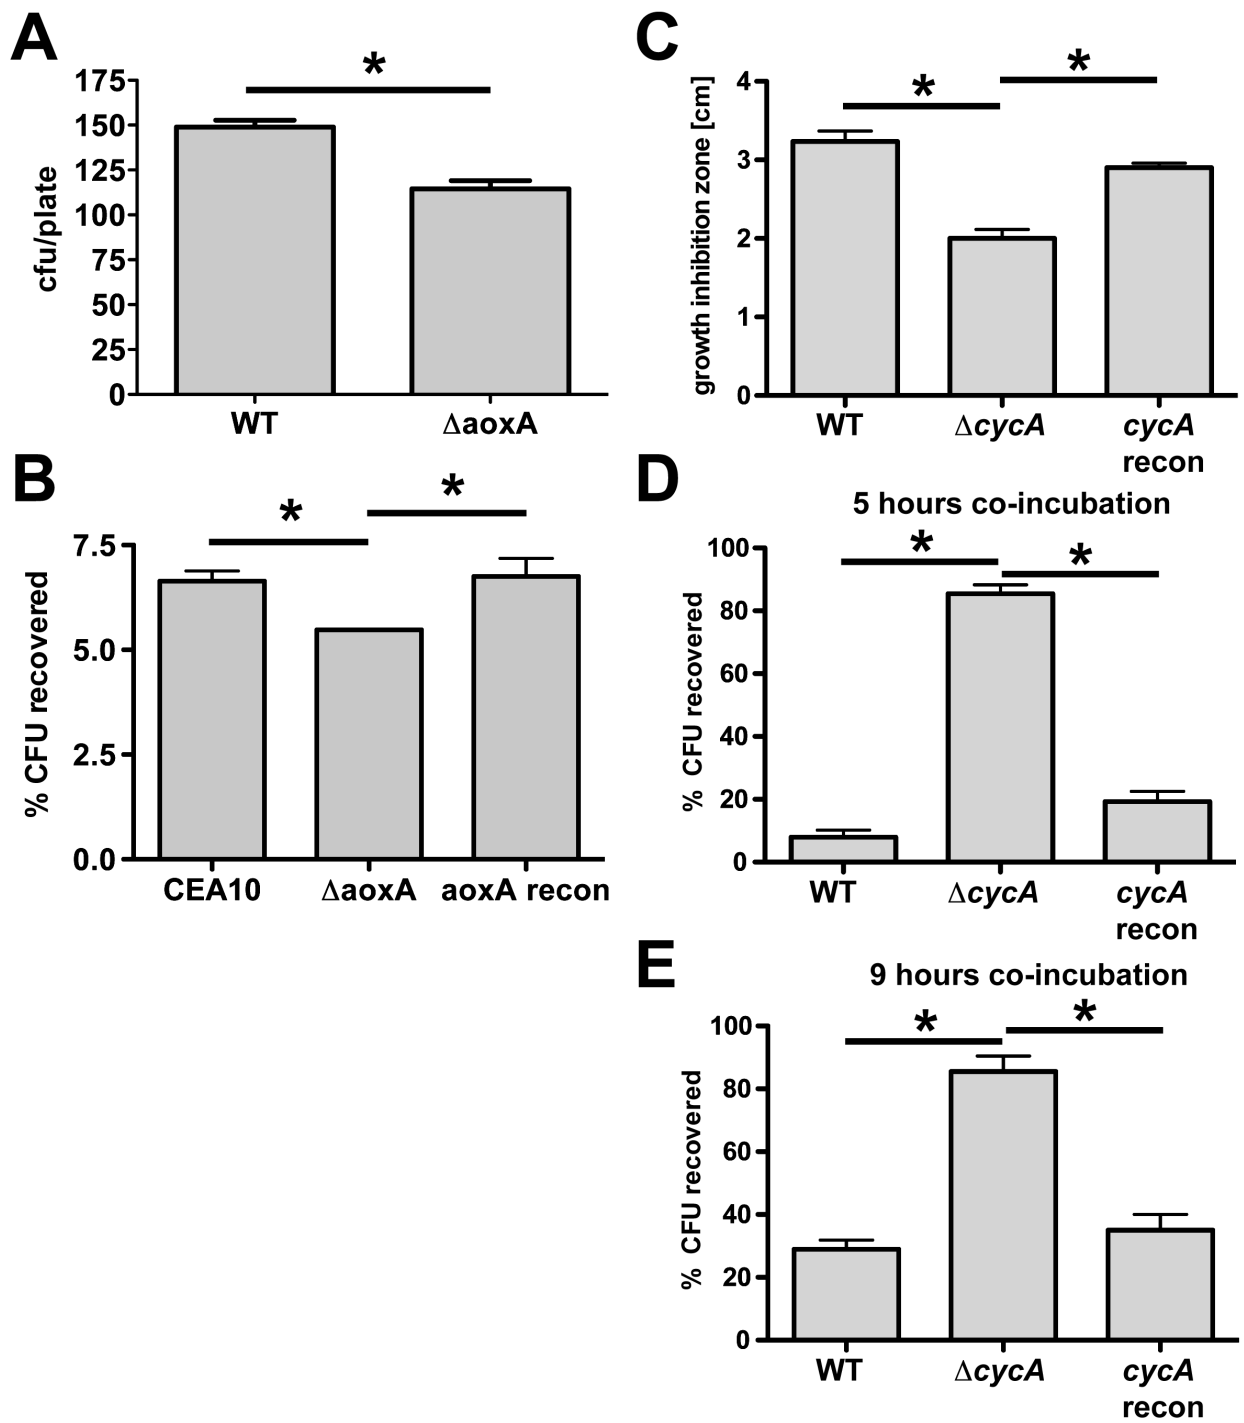 A
*
175
150
125
100
75
50
25
0
cfu/plate
WT ΔaoxA
B
* *
7.5
5.0
2.5
0.0
% CFU recovered
CEA10 ΔaoxA aoxA recon
C
* *
4
3
2
1
0
growth inhibition zone [cm]
WT ΔcycA cycA
recon
D
5 hours co-incubation
* *
100
80
60
40
20
0
% CFU recovered
WT ΔcycA cycA
recon
E
9 hours co-incubation
* *
100
80
60
40
20
0
% CFU recovered
WT ΔcycA cycA
recon